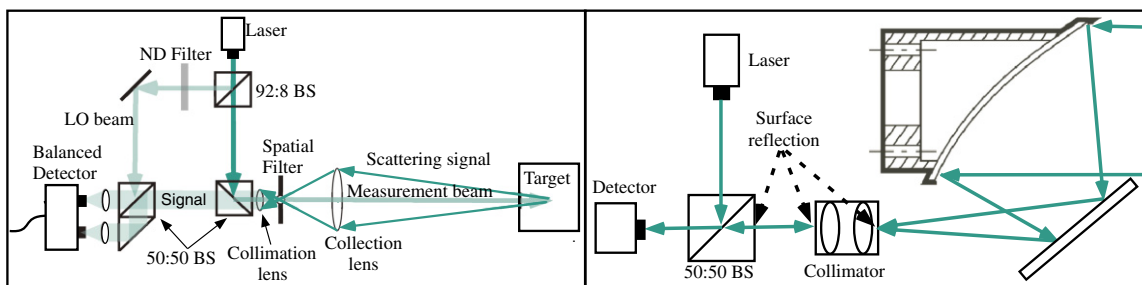 Laser
ND Filter
92:8 BS
LO beam
Balanced
Detector
Spatial
Filter
Scattering signal
Measurement beam
Target
Signal
50:50 BS
Collimation
lens
Collection
lens
Laser
Surface
reflection
Detector
50:50 BS
Collimator